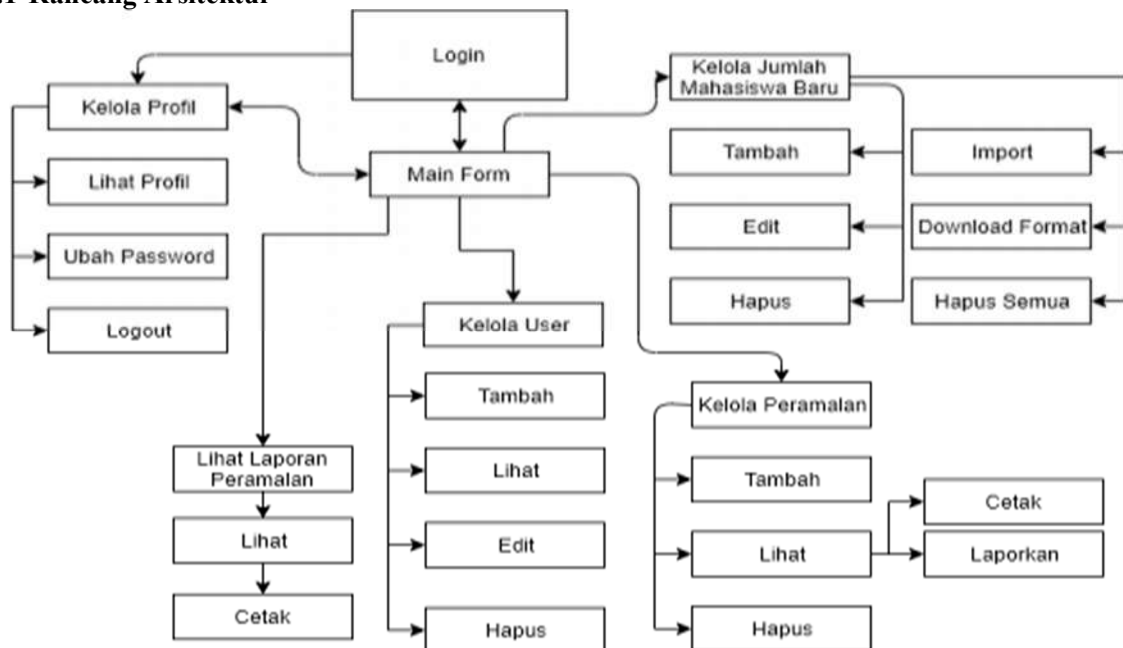 Rancang Arsitektur
Login
Kelola Jumlah
Mahasiswa Baru
Kelola Profil
Tambah
Import
Main Form
Lihat Profil
Edit
Download Format
Ubah Password
Hapus
Hapus Semua
Logout
Kelola User
Tambah
Kelola Peramalan
Lihat Laporan
Peramalan
Lihat
Tambah
Cetak
Lihat
Edit
Lihat
Laporkan
Cetak
Hapus
Hapus